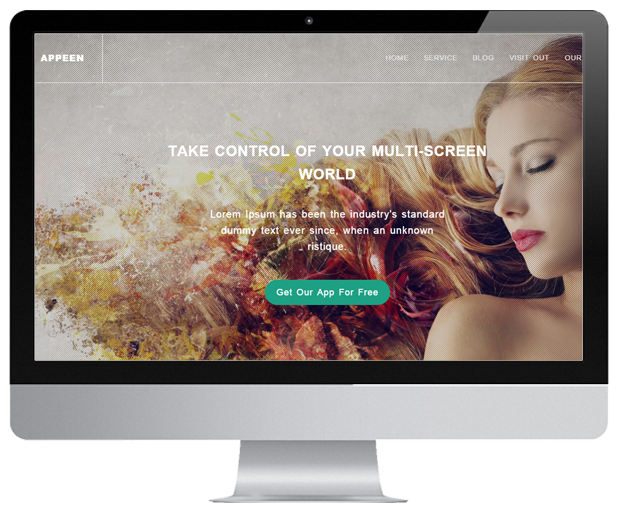 APPEEN
HOME SERVICE BLOG VISIT OUT OUR
TAKE CONTROL OF YOUR MULTI-SCREEN
WORLD
Lorem Ipsum has been the industry's standard
dummy text ever since, when an unknown
ristique.
Get Our App For Free